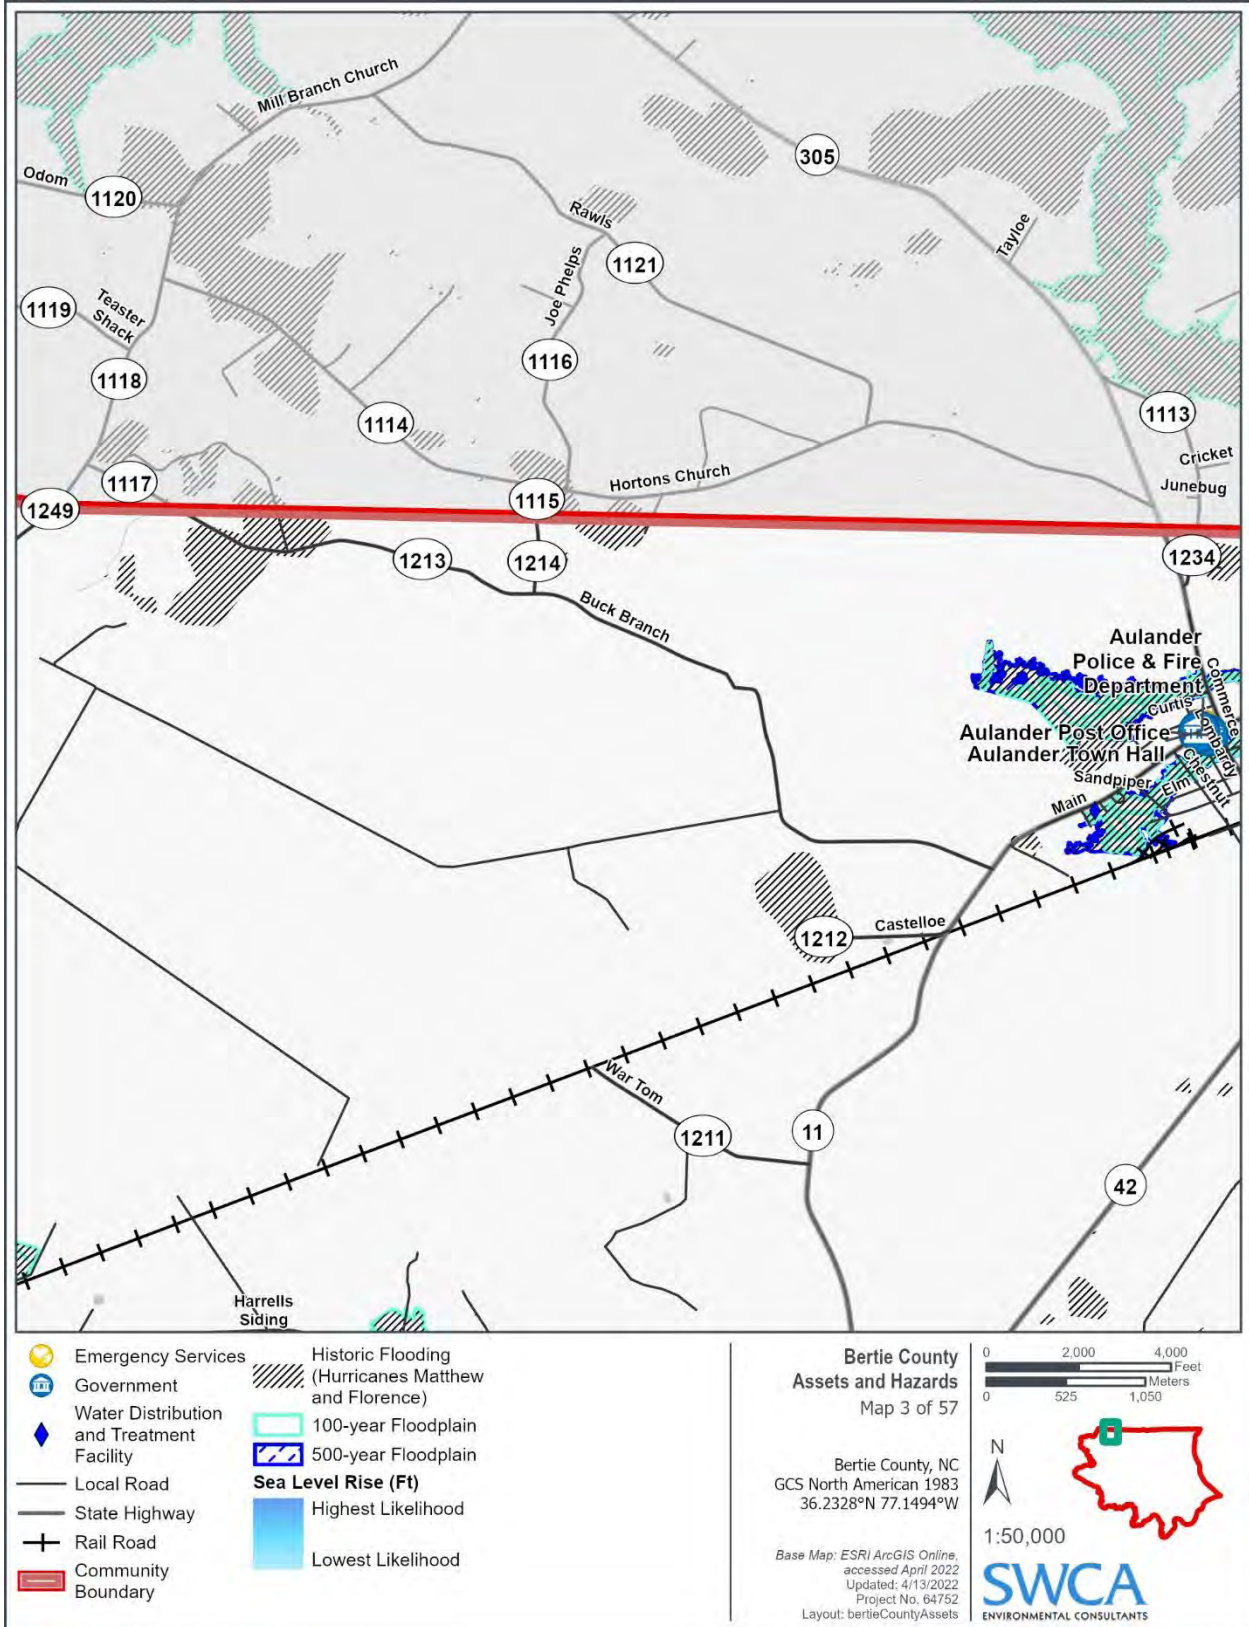 Mill Branch Church
305
Odom
1120
Rawls
Tayloe
1121
Joe Phelps
1119
Teaster
Shack
1116
1118
1113
1114
Cricket
Hortons Church
Junebug
1117
1115
1249
1213
1214
1234
Buck Branch
Aulander
Police & Fire
Department
Commerce
Curtis
Lombardy
Aulander Post Office
Aulander Town Hall
Chestnut
Sandpiper
Elm
Main
Castelloe
1212
War Tom
1211
11
42
Harrells
Siding
Emergency Services
Government
Water Distribution
and Treatment
Facility
Local Road
State Highway
Rail Road
Community
Boundary
Historic Flooding
(Hurricanes Matthew
and Florence)
100-year Floodplain
500-year Floodplain
Sea Level Rise (Ft)
Highest Likelihood
Lowest Likelihood
Bertie County
Assets and Hazards
Map 3 of 57
Bertie County, NC
GCS North American 1983
36.2328°N 77.1494°W
Base Map: ESRI ArcGIS Online,
accessed April 2022
Updated: 4/13/2022
Project No. 64752
Layout: bertieCountyAssets
0 2,000 4,000
Feet
Meters
0 525 1,050
N
1:50,000
SWCA
ENVIRONMENTAL CONSULTANTS